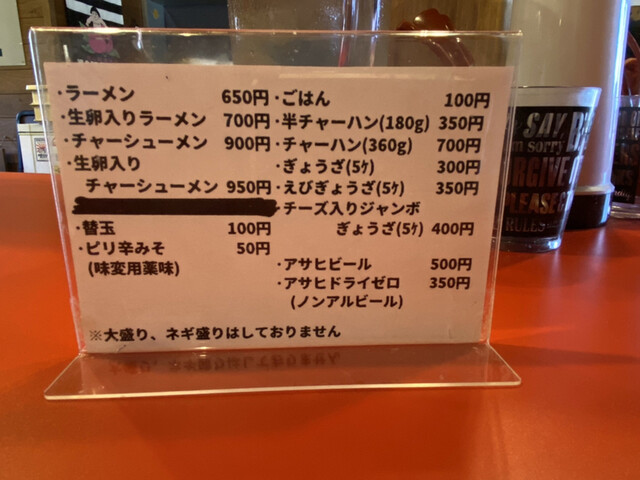 ・ラーメン 650円
・生卵入りラーメン 700円
・チャーシューメン 900円
・生卵入り
チャーシューメン 950円
・替玉 100円
・ピリ辛みそ 50円
(味変用薬味)
・ごはん 100円
・半チャーハン(180g) 350円
・チャーハン(360g) 700円
・ぎょうざ(5ケ) 300円
・えびぎょうざ(5ケ) 350円
・チーズ入りジャンボ
ぎょうざ(5ケ) 400円
・アサヒビール 500円
・アサヒドライゼロ 350円
(ノンアルビール)
※大盛り、ネギ盛りはしておりません
SAY
sorry
PLEASE
RULES